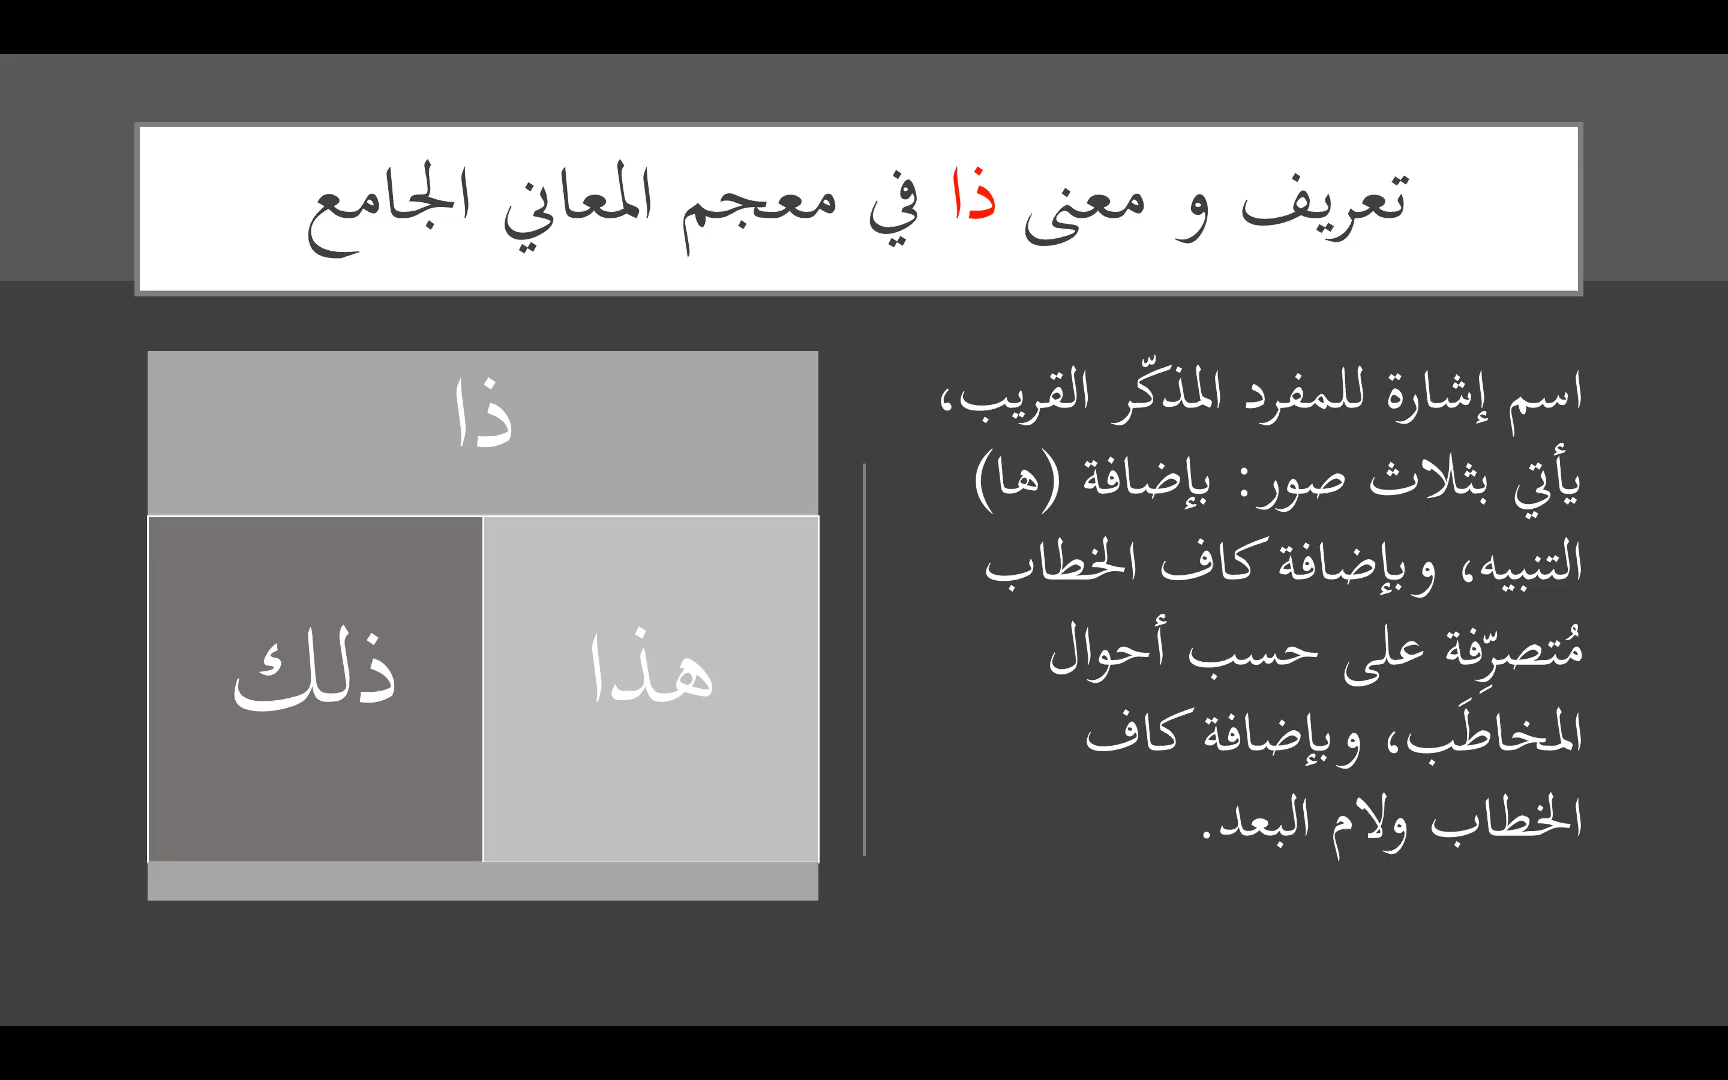 تعريف و معنى ذا في معجم المعاني الجامع
اسم إشارة للمفرد المذكّر القريب،
يأتي بثلاث صور: بإضافة (ها)
التنبيه، وبإضافة كاف الخطاب
مُتصرِّفة على حسب أحوال
المخاطَب، وبإضافة كاف
الخطاب ولام البعد.
ذا
هذا
ذلك